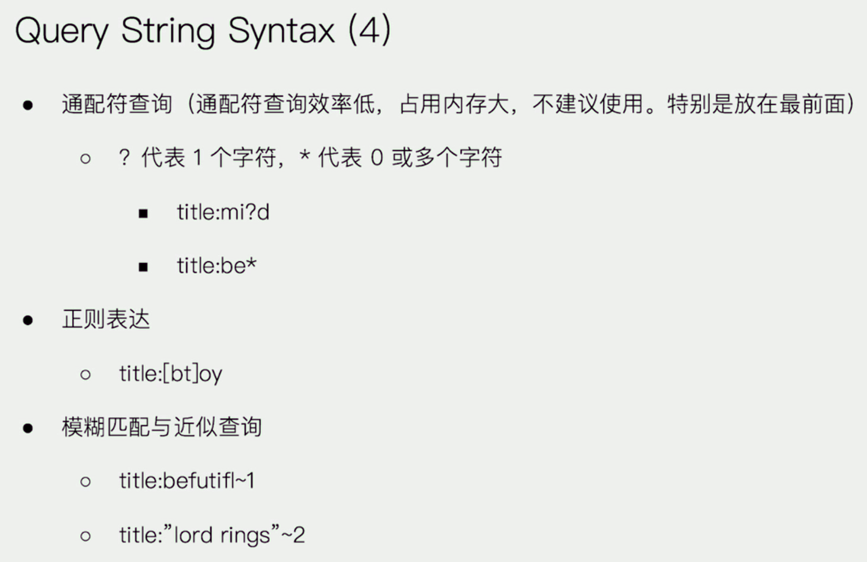 Query String Syntax (4)
● 通配符查询（通配符查询效率低，占用内存大，不建议使用。特别是放在最前面）
○ ？代表 1 个字符，* 代表 0 或多个字符
■ title:mi?d
■ title:be*
● 正则表达
○ title:[bt]oy
● 模糊匹配与近似查询
○ title:befutifl~1
○ title:”lord rings”~2